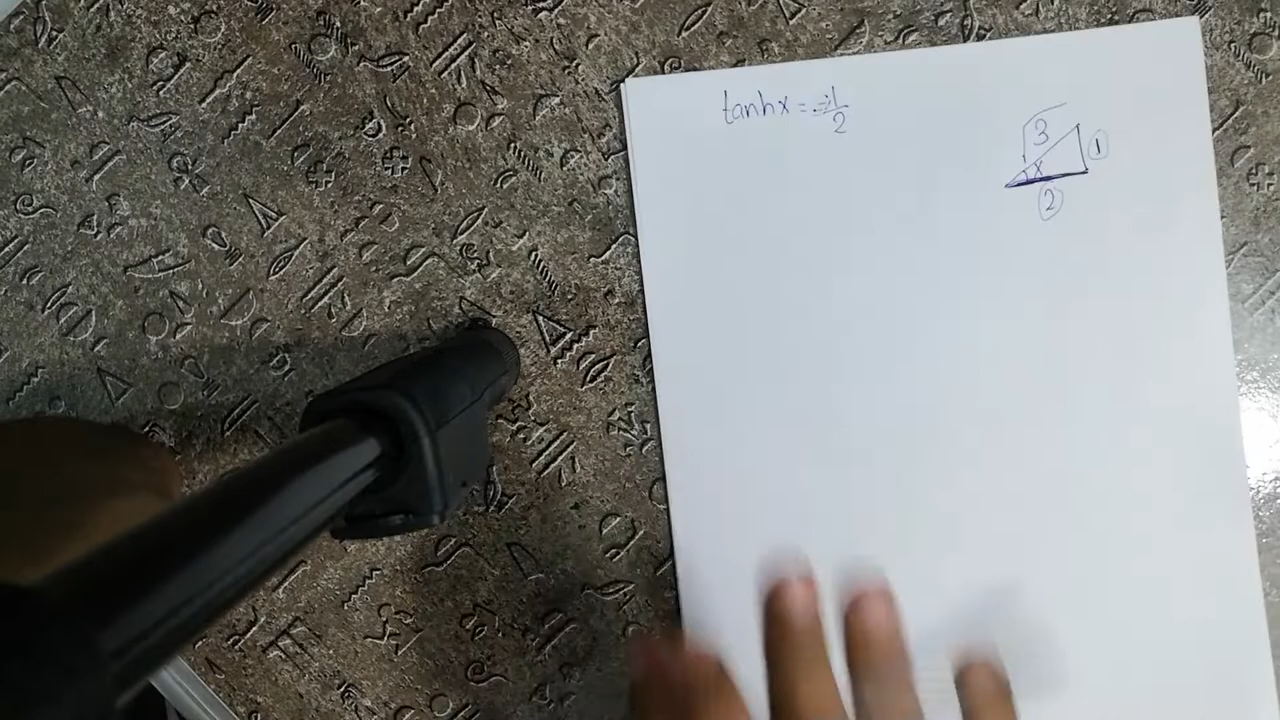 tanhx = -1/2
√3
1
x
2